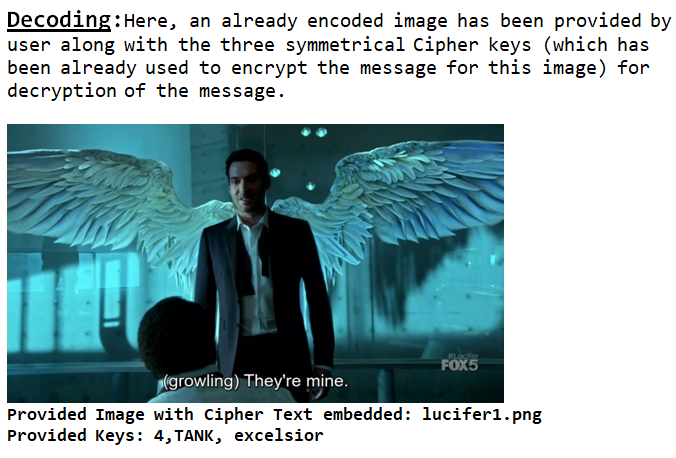 Decoding:Here, an already encoded image has been provided by
user along with the three symmetrical Cipher keys (which has
been already used to encrypt the message for this image) for
decryption of the message.
#Lucifer
FOX5
(growling) They're mine.
Provided Image with Cipher Text embedded: lucifer1.png
Provided Keys: 4,TANK, excelsior